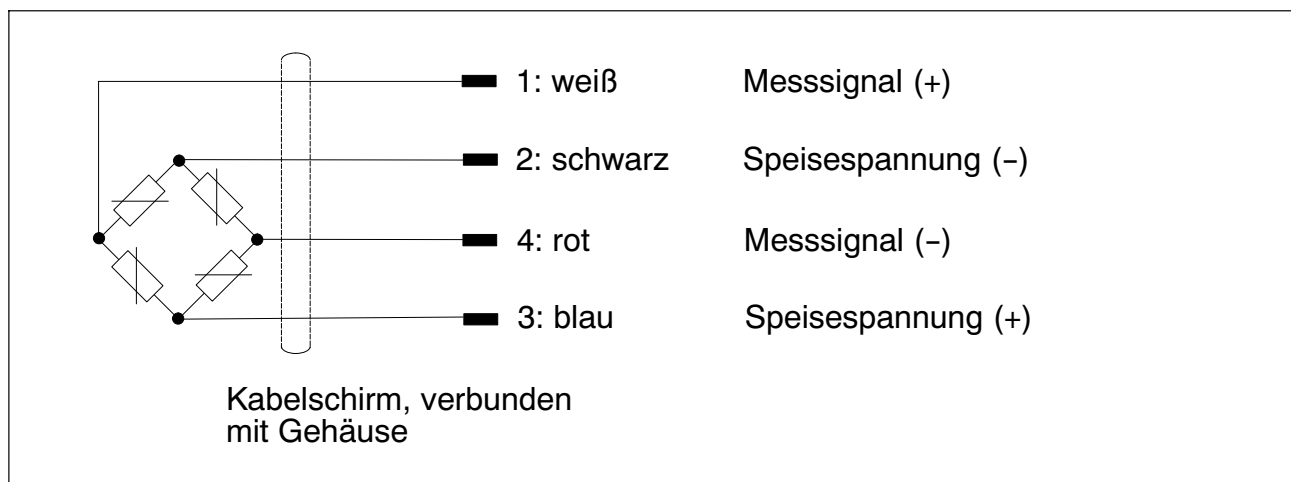 1: weiß Messsignal (+)
2: schwarz Speisespannung (–)
4: rot Messsignal (–)
3: blau Speisespannung (+)
Kabelschirm, verbunden
mit Gehäuse